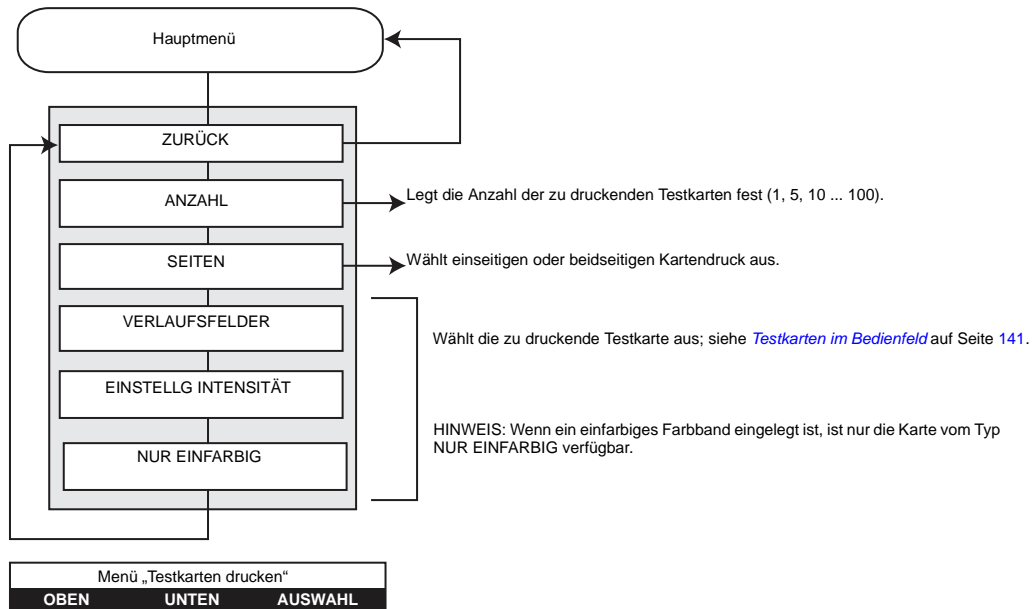 Hauptmenü
ZURÜCK
ANZAHL
Legt die Anzahl der zu druckenden Testkarten fest (1, 5, 10 ... 100).
SEITEN
Wählt einseitigen oder beidseitigen Kartendruck aus.
VERLAUFSFELDER
Wählt die zu druckende Testkarte aus; siehe Testkarten im Bedienfeld auf Seite 141.
EINSTELLG INTENSITÄT
HINWEIS: Wenn ein einfarbiges Farbband eingelegt ist, ist nur die Karte vom Typ
NUR EINFARBIG verfügbar.
NUR EINFARBIG
Menü „Testkarten drucken“
OBEN UNTEN AUSWAHL